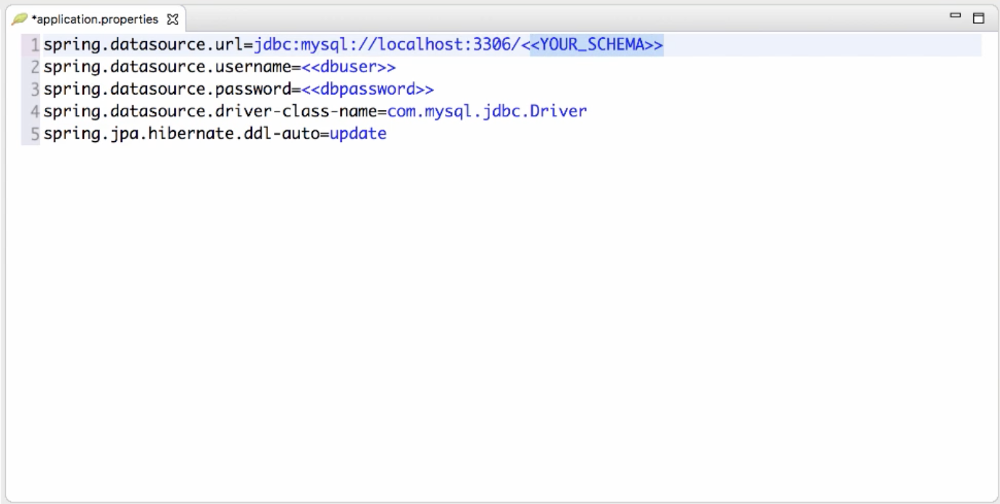 *application.properties
1 spring.datasource.url=jdbc:mysql://localhost:3306/<<YOUR_SCHEMA>>
2 spring.datasource.username=<<dbuser>>
3 spring.datasource.password=<<dbpassword>>
4 spring.datasource.driver-class-name=com.mysql.jdbc.Driver
5 spring.jpa.hibernate.ddl-auto=update